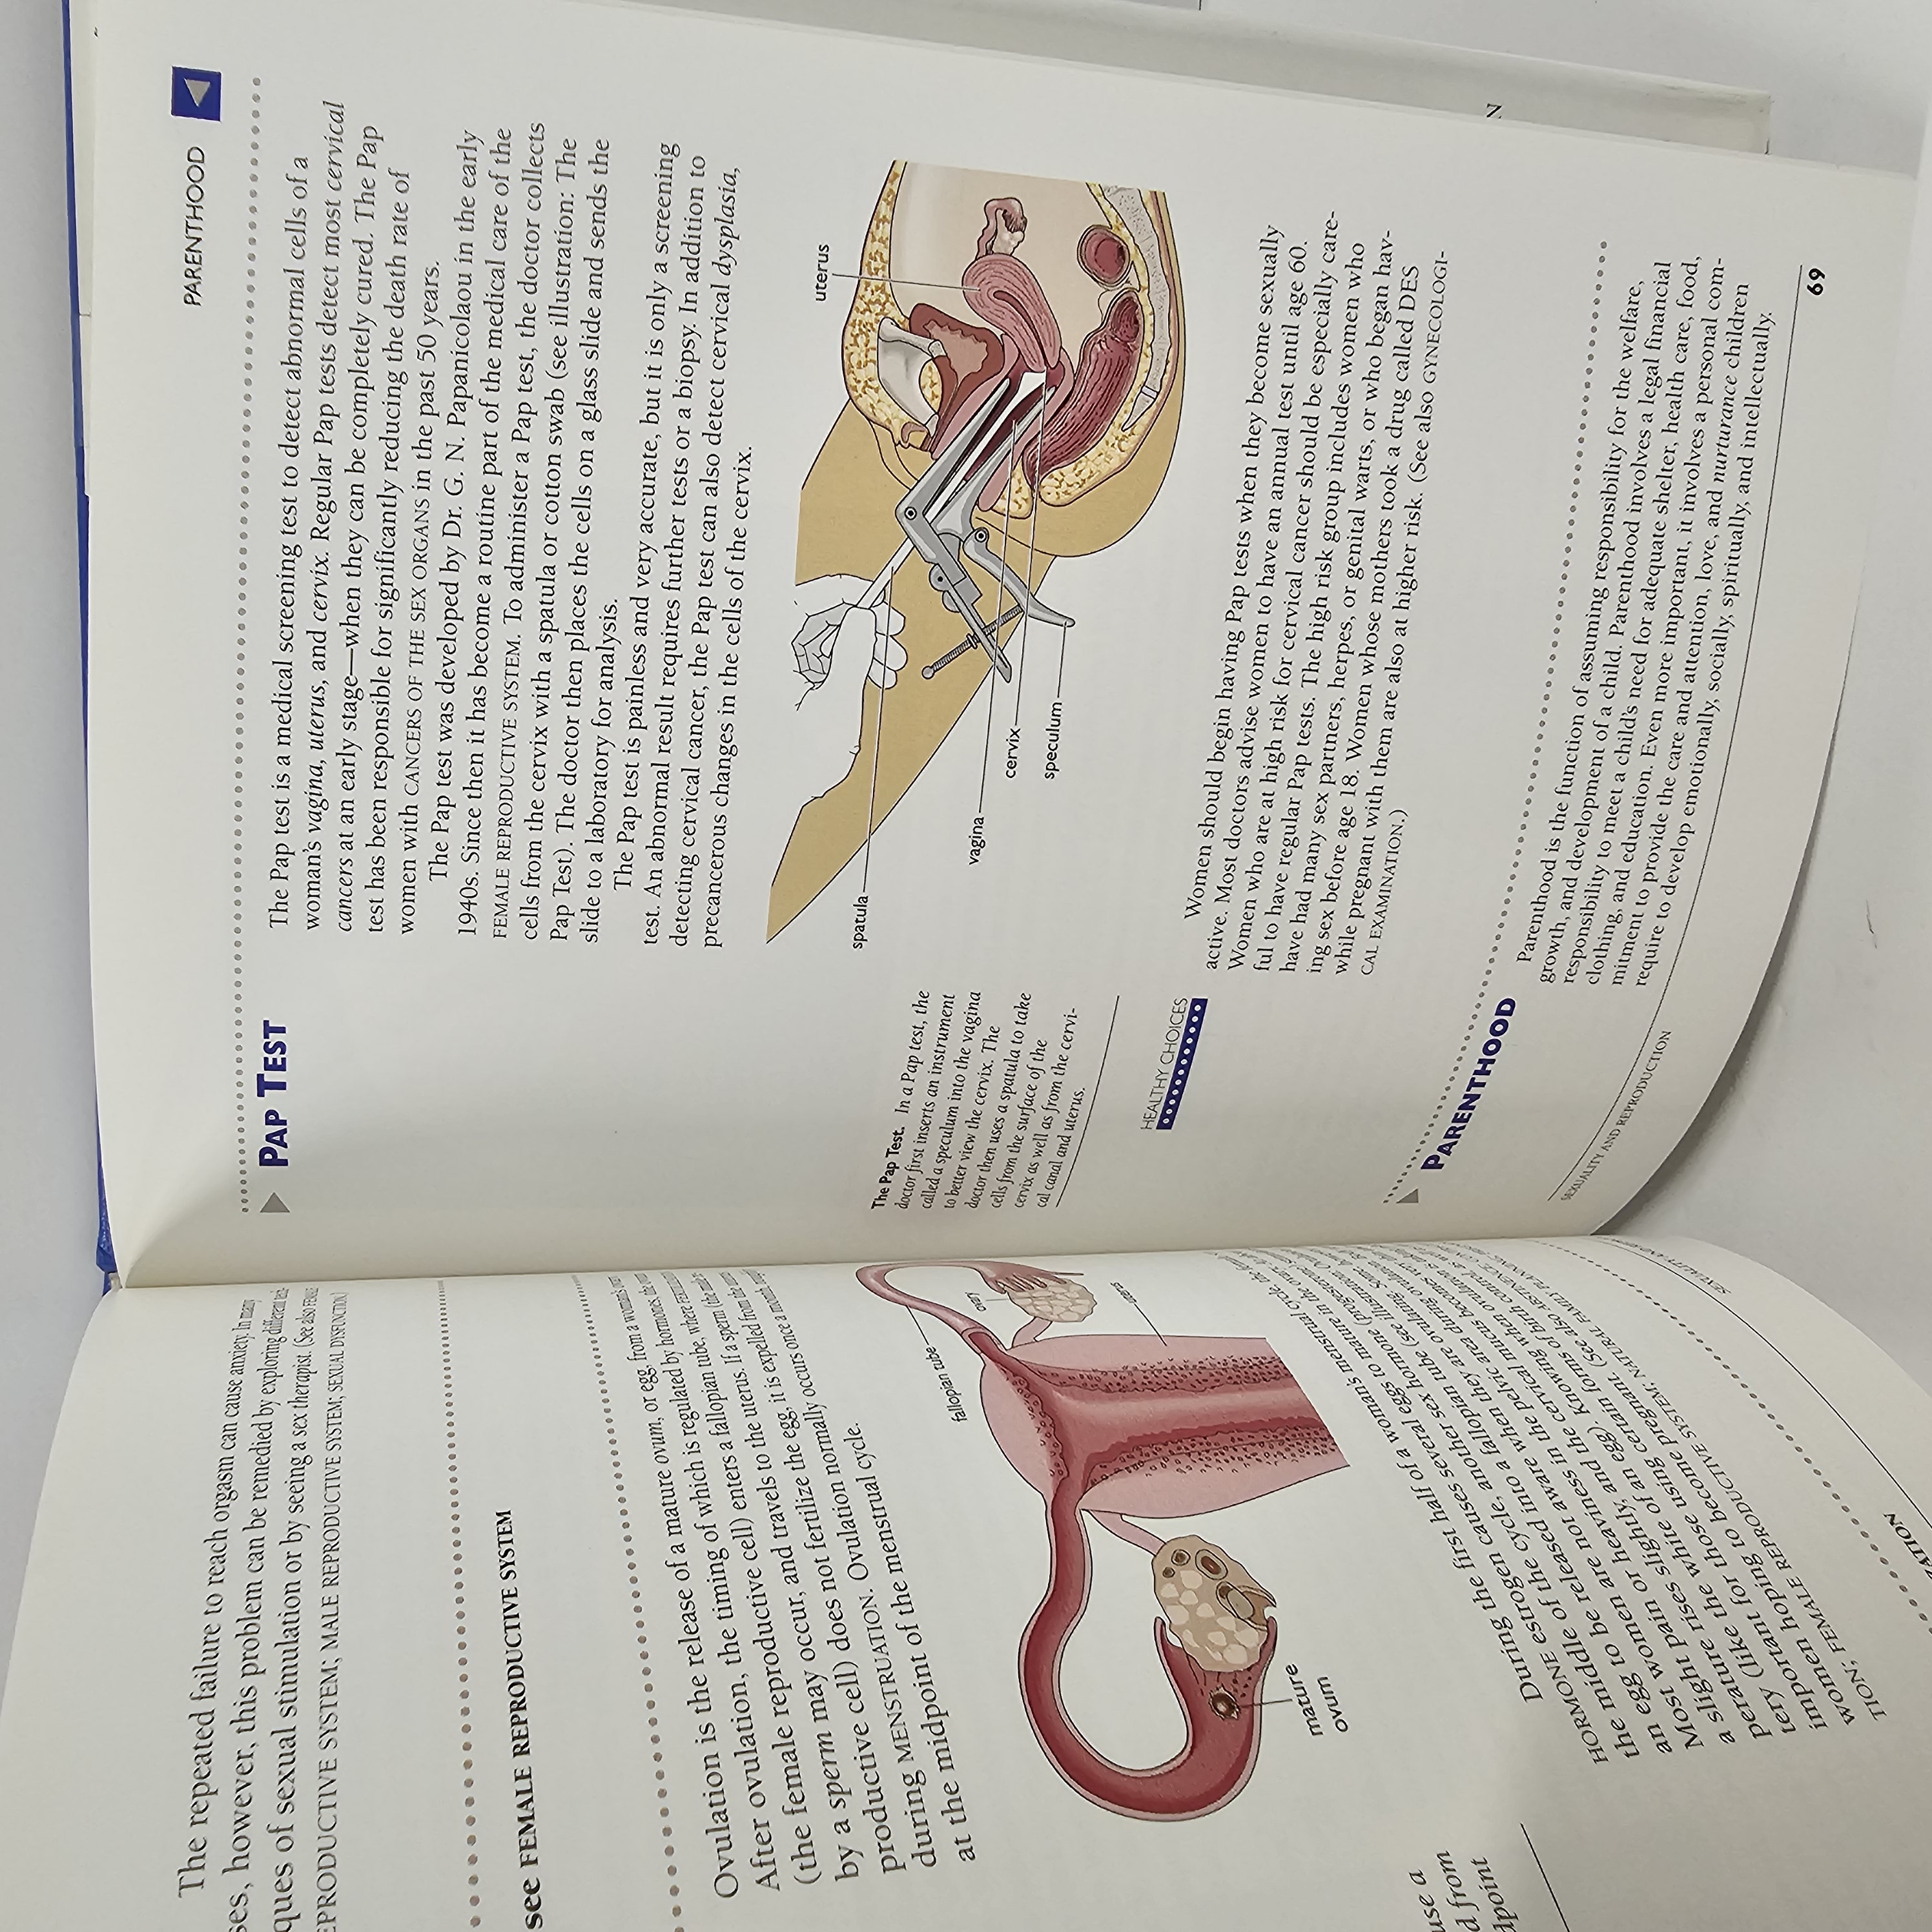 The repeated failure to reach orgasm can cause anxiety. In many
ses, however, this problem can be remedied by exploring different tech-
ques of sexual stimulation or by seeing a sex therapist. (See also FEMALE
EPRODUCTIVE SYSTEM; MALE REPRODUCTIVE SYSTEM; SEXUAL DYSFUNCTION.)
see FEMALE REPRODUCTIVE SYSTEM
Ovulation is the release of a mature ovum, or egg, from a woman's ovary.
After ovulation, the timing of which is regulated by hormones, the ovum
(the female reproductive cell) enters a fallopian tube, where FERTILIZATION
by a sperm may occur, and travels to the uterus. If a sperm (the male re-
productive cell) does not fertilize the egg, it is expelled from the uterus
during MENSTRUATION. Ovulation normally occurs once a month, roughly
at the midpoint of the menstrual cycle.
fallopian tube
ovary
uterus
mature
ovum
use a
d from
dpoint
During the first half of a woman's menstrual cycle, the female
HORMONE estrogen causes several eggs to mature in the ovary.
the middle of the cycle, another sex hormone (progesterone)
an egg to be released into a fallopian tube (see illustration:
Most women are not aware when they are ovulating. Some, however,
a slight pain or heaviness in the pelvic area during ovulation.
perature rises slightly, and the cervical mucus becomes very
tery (like the white of an egg). Knowing when ovulation is
important for those using certain forms of birth control, as well
women hoping to become pregnant. (See also ABSTINENCE;
TION; FEMALE REPRODUCTIVE SYSTEM; NATURAL FAMILY PLANNING;
SEXUALITY AND
ZATION
PARENTHOOD
PAP TEST
The Pap test is a medical screening test to detect abnormal cells of a
woman's vagina, uterus, and cervix. Regular Pap tests detect most cervical
cancers at an early stage—when they can be completely cured. The Pap
test has been responsible for significantly reducing the death rate of
women with CANCERS OF THE SEX ORGANS in the past 50 years.
The Pap test was developed by Dr. G. N. Papanicolaou in the early
1940s. Since then it has become a routine part of the medical care of the
FEMALE REPRODUCTIVE SYSTEM. To administer a Pap test, the doctor collects
cells from the cervix with a spatula or cotton swab (see illustration: The
Pap Test). The doctor then places the cells on a glass slide and sends the
slide to a laboratory for analysis.
The Pap test is painless and very accurate, but it is only a screening
test. An abnormal result requires further tests or a biopsy. In addition to
detecting cervical cancer, the Pap test can also detect cervical dysplasia,
precancerous changes in the cells of the cervix.
uterus
spatula
vagina
cervix
speculum
The Pap Test. In a Pap test, the
doctor first inserts an instrument
called a speculum into the vagina
to better view the cervix. The
doctor then uses a spatula to take
cells from the surface of the
cervix as well as from the cervi-
cal canal and uterus.
HEALTHY CHOICES
Women should begin having Pap tests when they become sexually
active. Most doctors advise women to have an annual test until age 60.
Women who are at high risk for cervical cancer should be especially care-
ful to have regular Pap tests. The high risk group includes women who
have had many sex partners, herpes, or genital warts, or who began hav-
ing sex before age 18. Women whose mothers took a drug called DES
while pregnant with them are also at higher risk. (See also GYNECOLOGI-
CAL EXAMINATION.)
PARENTHOOD
Parenthood is the function of assuming responsibility for the welfare,
growth, and development of a child. Parenthood involves a legal financial
responsibility to meet a child's need for adequate shelter, health care, food,
clothing, and education. Even more important, it involves a personal com-
mitment to provide the care and attention, love, and nurturance children
require to develop emotionally, socially, spiritually, and intellectually.
SEXUALITY AND REPRODUCTION
69
N